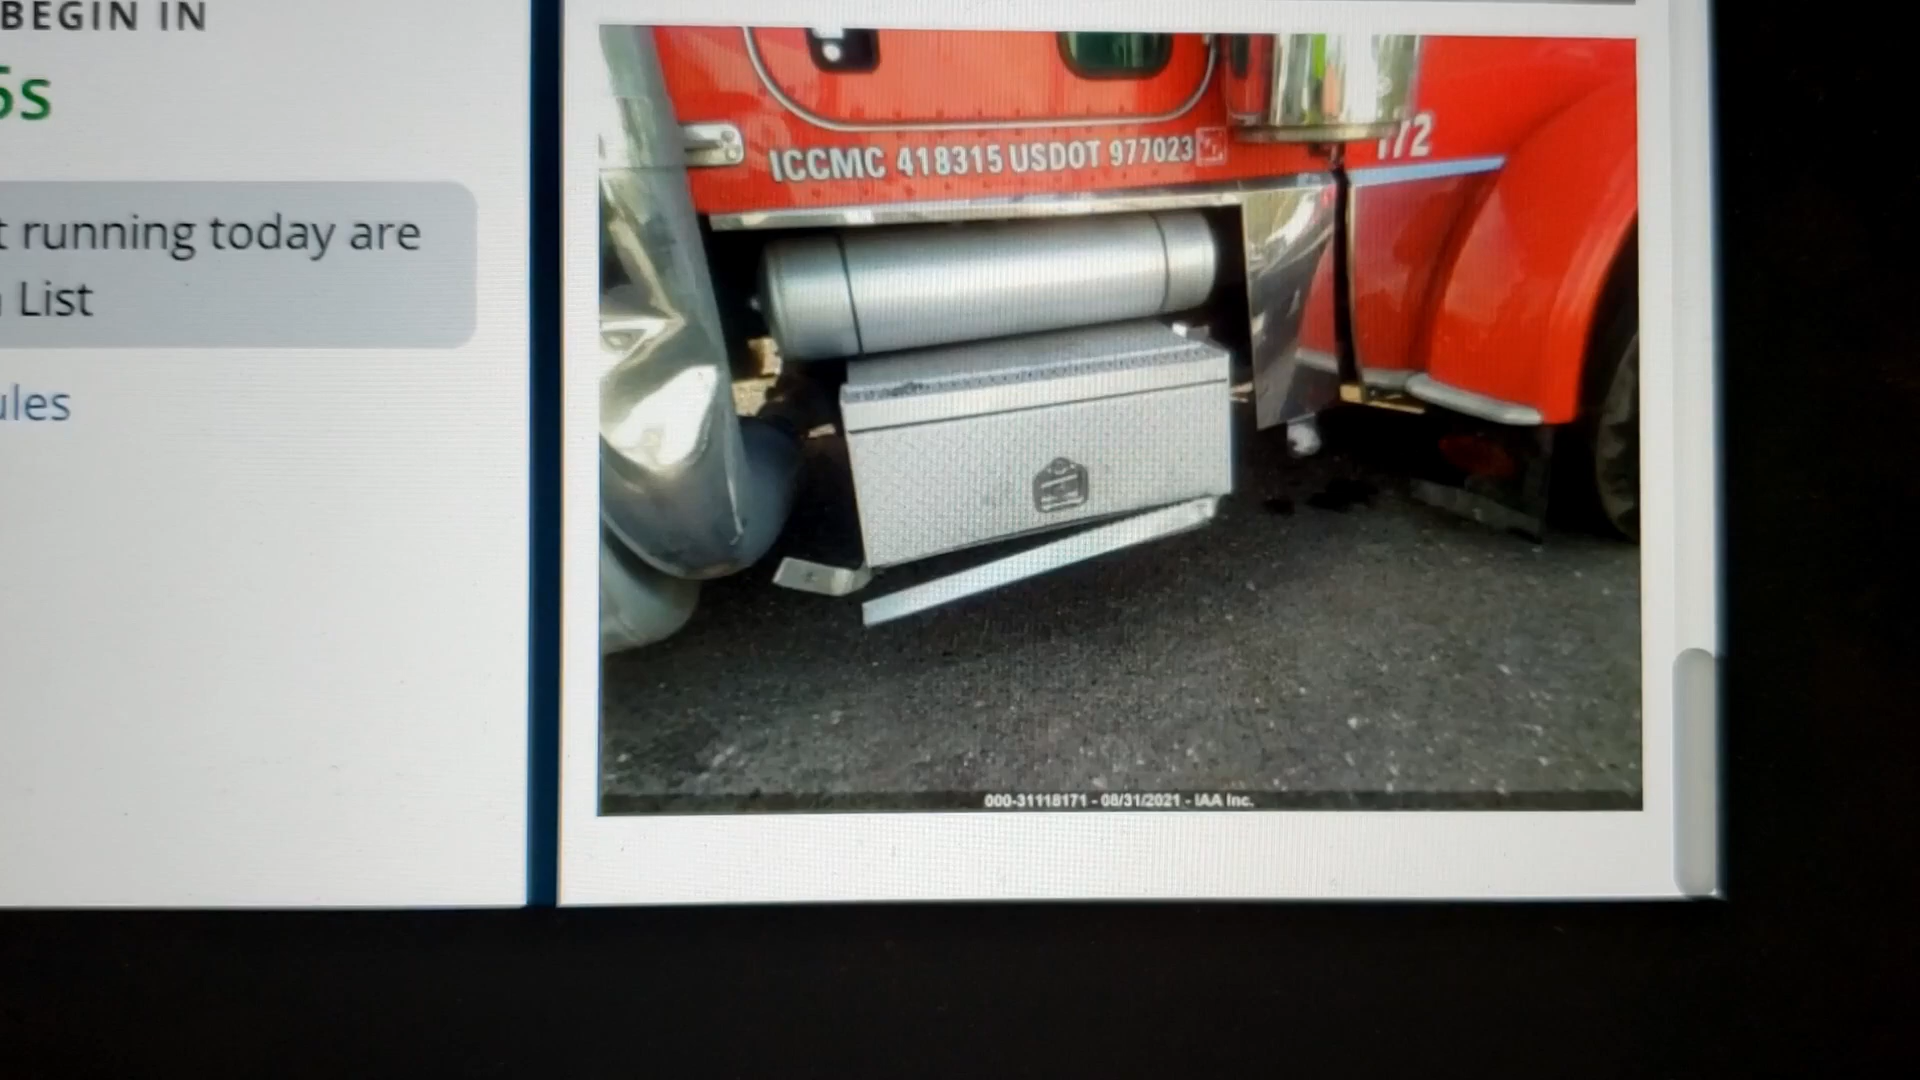 BEGIN IN
5s
t running today are
List
ules
ICCMC 418315 USDOT 977023
172
000-31118171 - 08/31/2021 - IAA Inc.